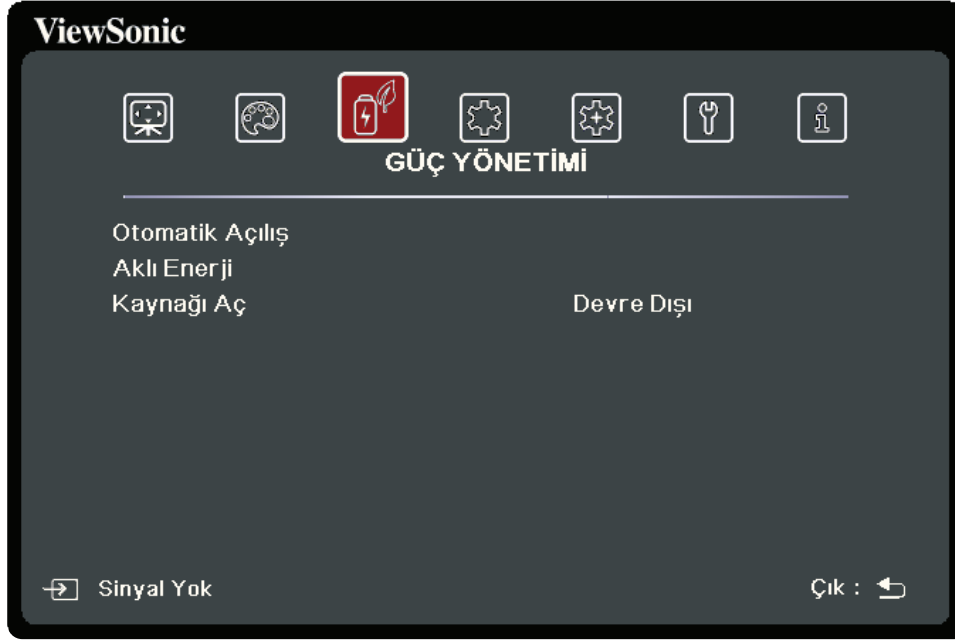 ViewSonic
GÜÇ YÖNETİMİ
Otomatik Açılış
Aklı Enerji
Kaynağı Aç Devre Dışı
Sinyal Yok Çık :